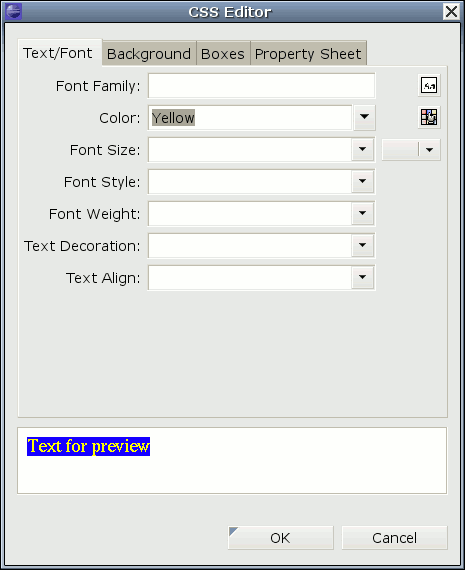 CSS Editor
Text/Font Background Boxes Property Sheet
Font Family:
Color: Yellow
Font Size:
Font Style:
Font Weight:
Text Decoration:
Text Align:
Text for preview
OK Cancel